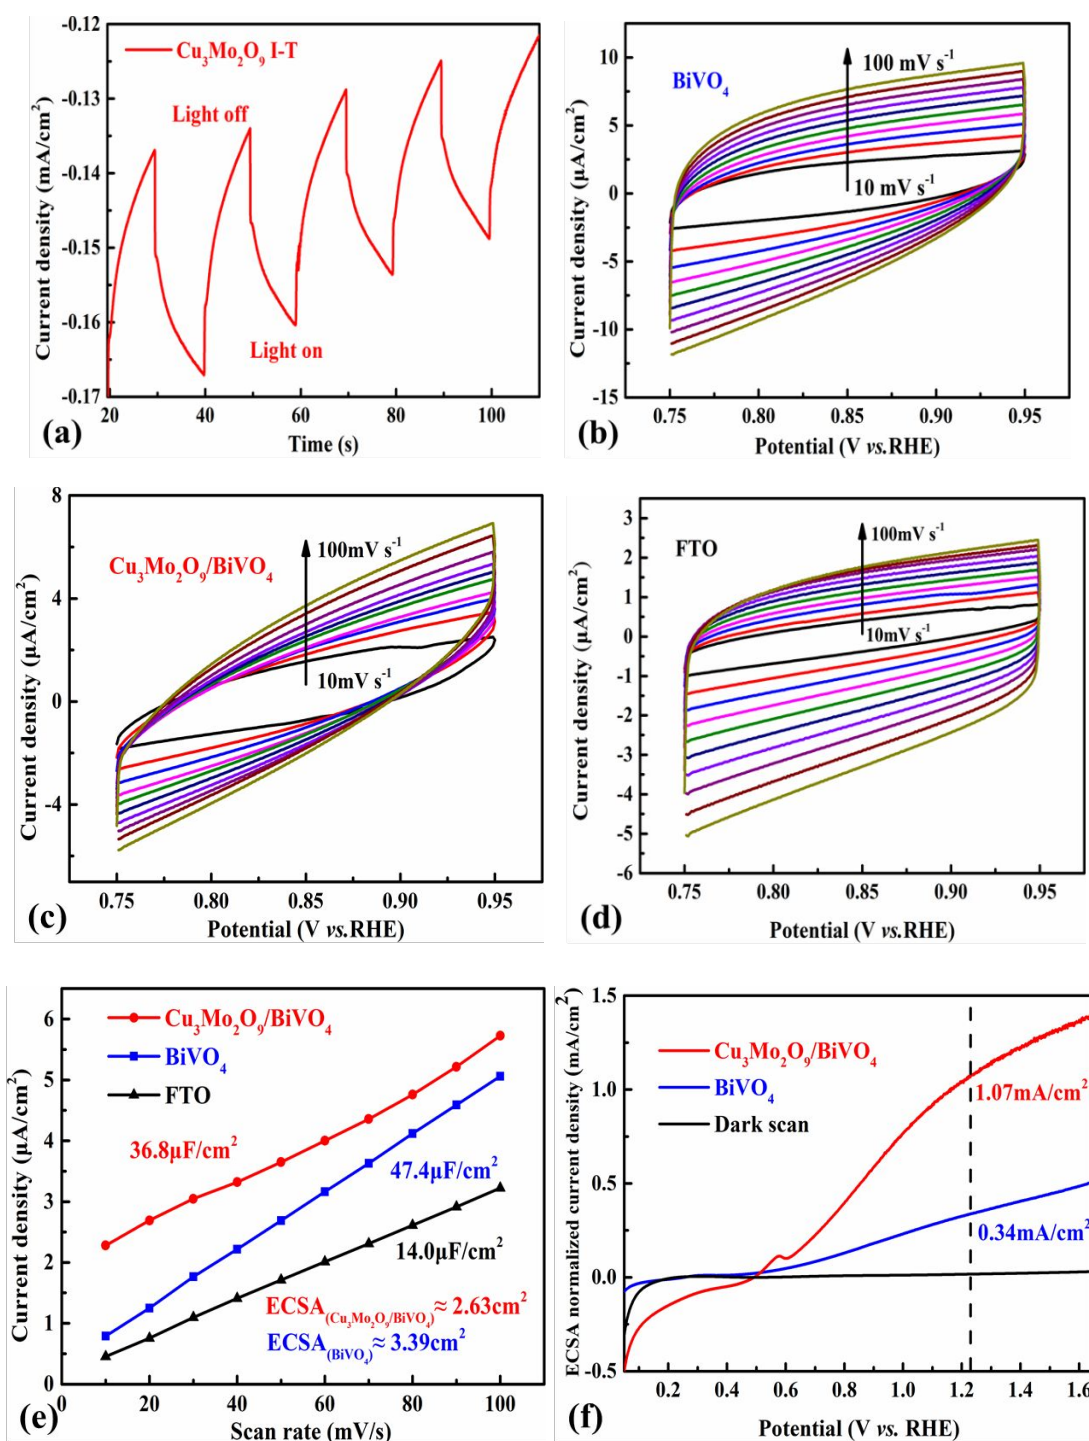 -0.12
-0.13
-0.14
-0.15
-0.16
-0.17
Current density (mA/cm²)
Cu₃Mo₂O₉ I-T
Light off
Light on
20 40 60 80 100
Time (s)
(a)
10
5
0
-5
-10
-15
Current density (μA/cm²)
BiVO₄
100 mV s⁻¹
10 mV s⁻¹
0.75 0.80 0.85 0.90 0.95
Potential (V vs.RHE)
(b)
8
4
0
-4
Current density (μA/cm²)
Cu₃Mo₂O₉/BiVO₄
100mV s⁻¹
10mV s⁻¹
0.75 0.80 0.85 0.90 0.95
Potential (V vs.RHE)
(c)
3
2
1
0
-1
-2
-3
-4
-5
-6
Current density (μA/cm²)
FTO
100mV s⁻¹
10mV s⁻¹
0.75 0.80 0.85 0.90 0.95
Potential (V vs.RHE)
(d)
6
5
4
3
2
1
0
Current density (μA/cm²)
Cu₃Mo₂O₉/BiVO₄
BiVO₄
FTO
36.8μF/cm²
47.4μF/cm²
14.0μF/cm²
ECSA(Cu₃Mo₂O₉/BiVO₄)≈ 2.63cm²
ECSA(BiVO₄)≈ 3.39cm²
0 20 40 60 80 100
Scan rate (mV/s)
(e)
1.5
1.0
0.5
0.0
-0.5
ECSA normalized current density (mA/cm²)
Cu₃Mo₂O₉/BiVO₄
BiVO₄
Dark scan
1.07mA/cm²
0.34mA/cm²
0.2 0.4 0.6 0.8 1.0 1.2 1.4 1.6
Potential (V vs. RHE)
(f)